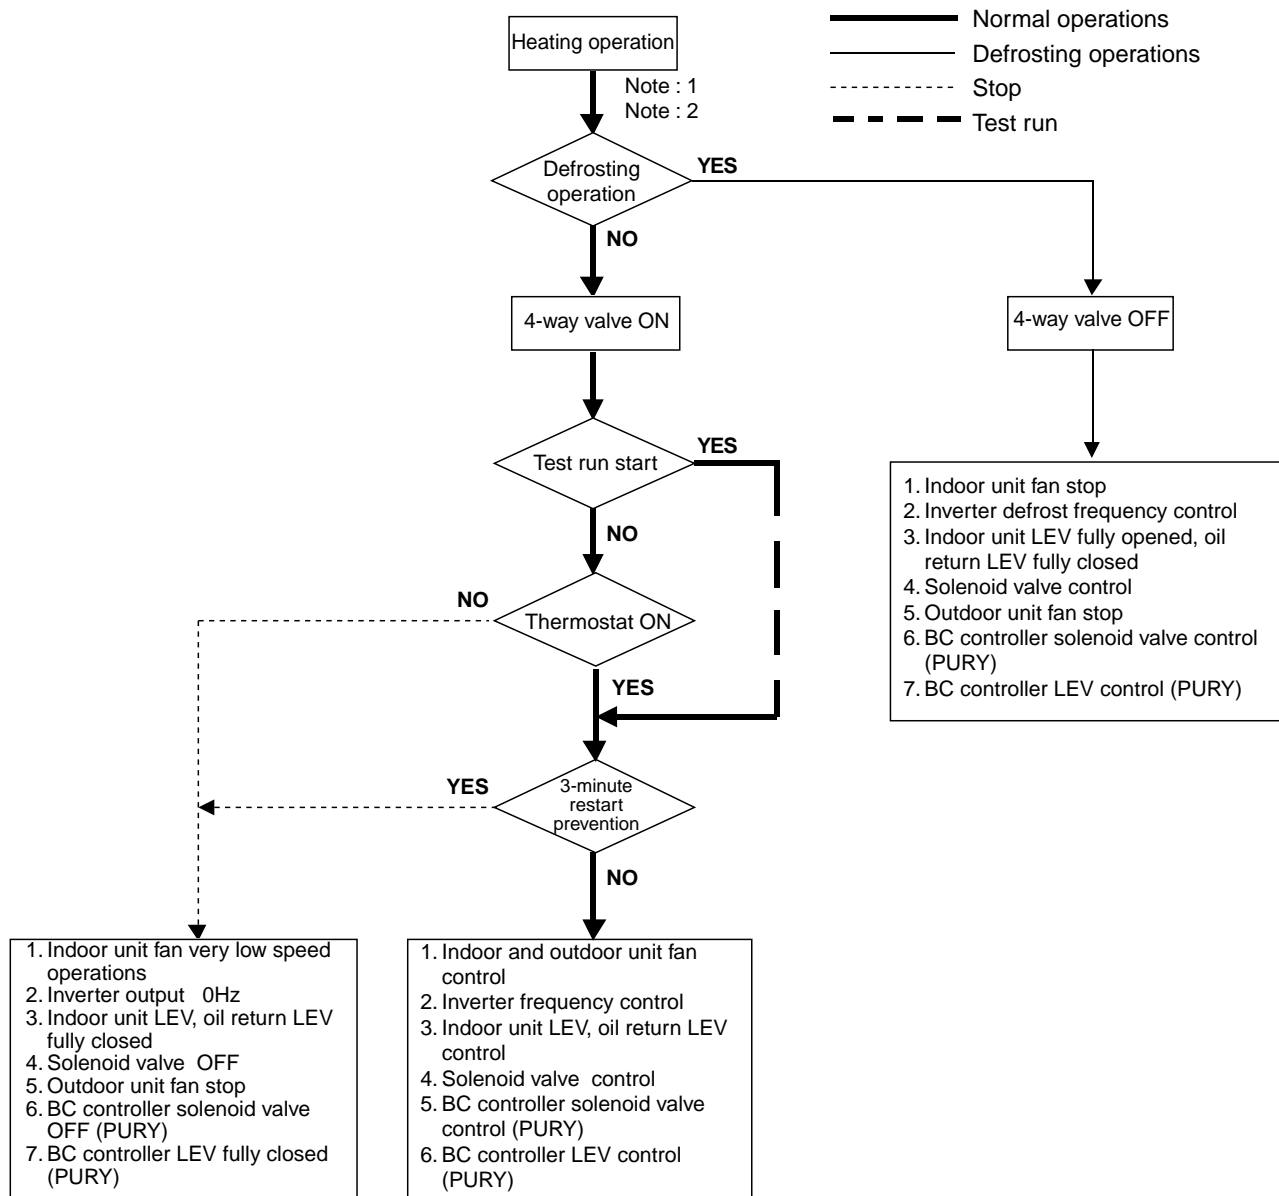 Heating operation
Normal operations
Defrosting operations
Stop
Test run
Note : 1
Note : 2
Defrosting
operation
YES
NO
4-way valve ON
4-way valve OFF
Test run start
YES
NO
1. Indoor unit fan stop
2. Inverter defrost frequency control
3. Indoor unit LEV fully opened, oil
return LEV fully closed
4. Solenoid valve control
5. Outdoor unit fan stop
6. BC controller solenoid valve control
(PURY)
7. BC controller LEV control (PURY)
NO
Thermostat ON
YES
YES
3-minute
restart
prevention
NO
1. Indoor unit fan very low speed
operations
2. Inverter output 0Hz
3. Indoor unit LEV, oil return LEV
fully closed
4. Solenoid valve OFF
5. Outdoor unit fan stop
6. BC controller solenoid valve
OFF (PURY)
7. BC controller LEV fully closed
(PURY)
1. Indoor and outdoor unit fan
control
2. Inverter frequency control
3. Indoor unit LEV, oil return LEV
control
4. Solenoid valve control
5. BC controller solenoid valve
control (PURY)
6. BC controller LEV control
(PURY)